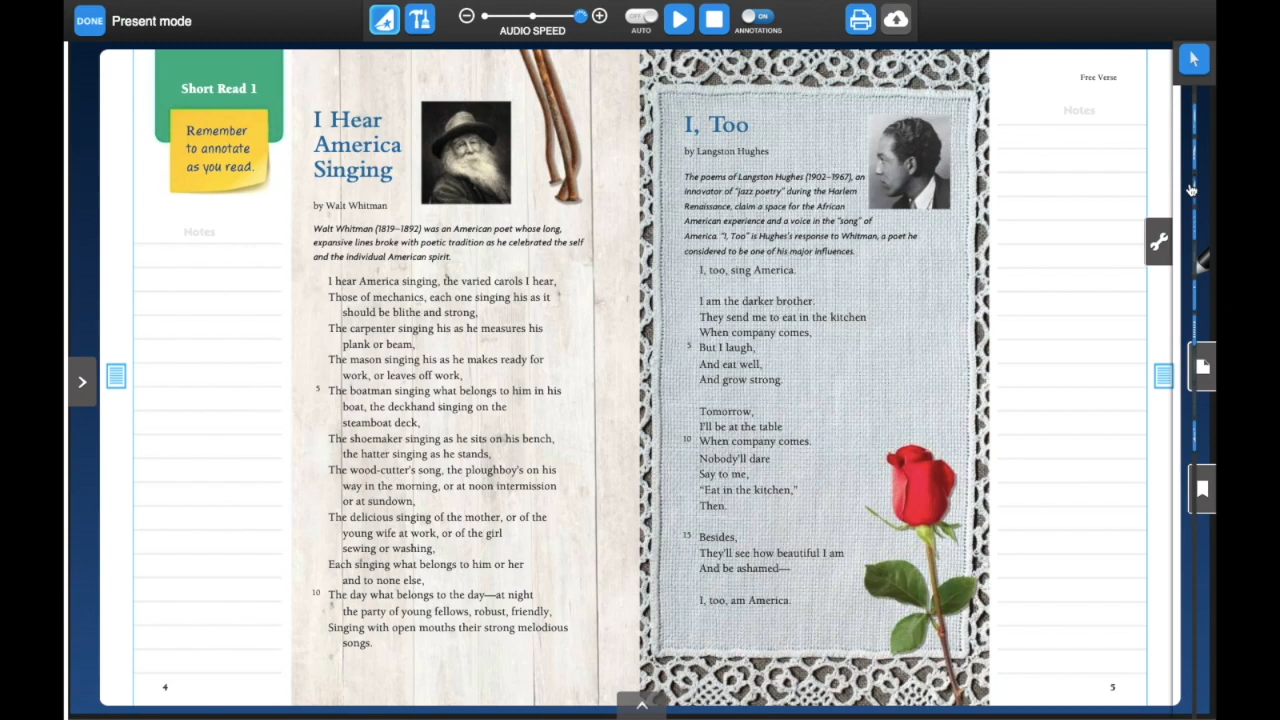 DONE Present mode
AUDIO SPEED
OFF
AUTO
ON
ANNOTATIONS
Short Read 1
Remember
to annotate
as you read.
Notes
I Hear
America
Singing
by Walt Whitman
Walt Whitman (1819–1892) was an American poet whose long,
expansive lines broke with poetic tradition as he celebrated the self
and the individual American spirit.
I hear America singing, the varied carols I hear,
Those of mechanics, each one singing his as it
should be blithe and strong,
The carpenter singing his as he measures his
plank or beam,
The mason singing his as he makes ready for
work, or leaves off work,
5 The boatman singing what belongs to him in his
boat, the deckhand singing on the
steamboat deck,
The shoemaker singing as he sits on his bench,
the hatter singing as he stands,
The wood-cutter's song, the ploughboy's on his
way in the morning, or at noon intermission
or at sundown,
The delicious singing of the mother, or of the
young wife at work, or of the girl
sewing or washing,
Each singing what belongs to him or her
and to none else,
10 The day what belongs to the day—at night
the party of young fellows, robust, friendly,
Singing with open mouths their strong melodious
songs.
4
I, Too
by Langston Hughes
The poems of Langston Hughes (1902–1967), an
innovator of "jazz poetry" during the Harlem
Renaissance, claim a space for the African
American experience and a voice in the "song" of
America. "I, Too" is Hughes's response to Whitman, a poet he
considered to be one of his major influences.
I, too, sing America.
I am the darker brother.
They send me to eat in the kitchen
When company comes,
5 But I laugh,
And eat well,
And grow strong.
Tomorrow,
I'll be at the table
10 When company comes.
Nobody'll dare
Say to me,
"Eat in the kitchen,"
Then.
15 Besides,
They'll see how beautiful I am
And be ashamed—
I, too, am America.
Free Verse
Notes
5